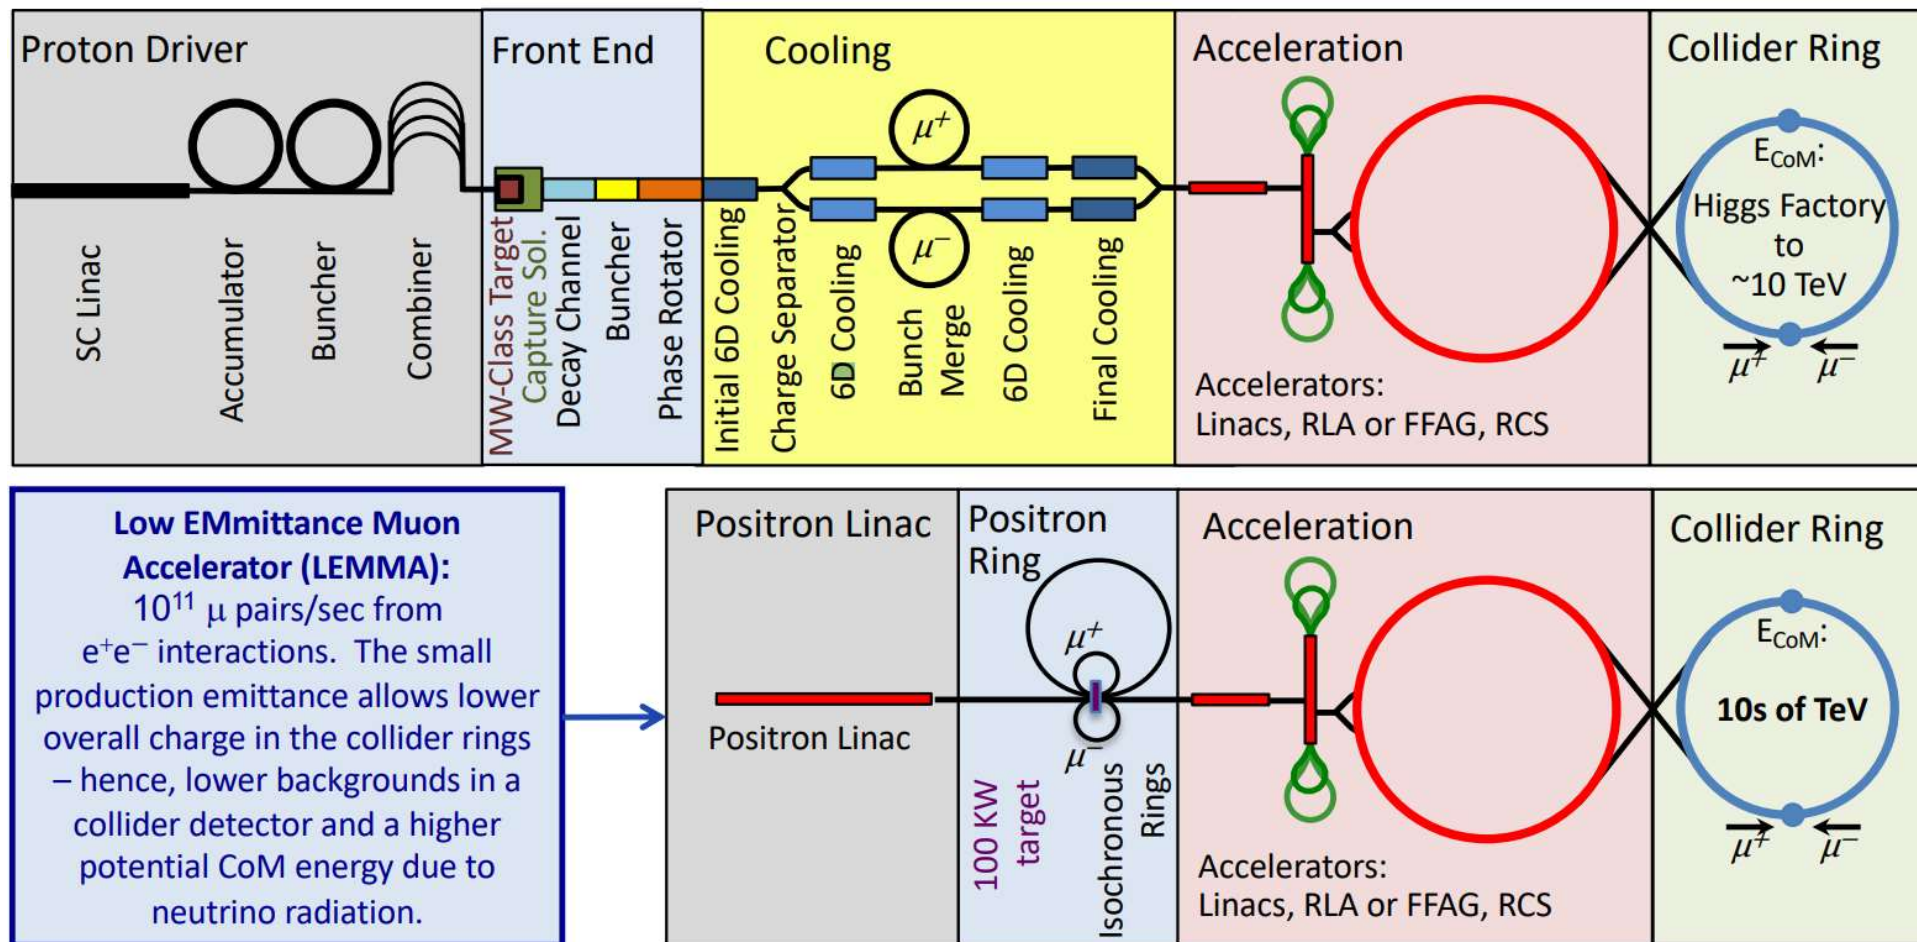 Proton Driver
Front End
Cooling
Acceleration
Collider Ring
μ+
μ−
E_CoM:
Higgs Factory
to
~10 TeV
μ+
μ−
SC Linac
Accumulator
Buncher
Combiner
MW-Class Target
Capture Sol.
Decay Channel
Buncher
Phase Rotator
Initial 6D Cooling
Charge Separator
6D Cooling
Bunch
Merge
6D Cooling
Final Cooling
Accelerators:
Linacs, RLA or FFAG, RCS
Low EMmittance Muon
Accelerator (LEMMA):
10¹¹ μ pairs/sec from
e⁺e⁻ interactions. The small
production emittance allows lower
overall charge in the collider rings
– hence, lower backgrounds in a
collider detector and a higher
potential CoM energy due to
neutrino radiation.
Positron Linac
Positron
Ring
Acceleration
Collider Ring
Positron Linac
μ+
μ−
100 KW
target
Isochronous
Rings
Accelerators:
Linacs, RLA or FFAG, RCS
E_CoM:
10s of TeV
μ+
μ−